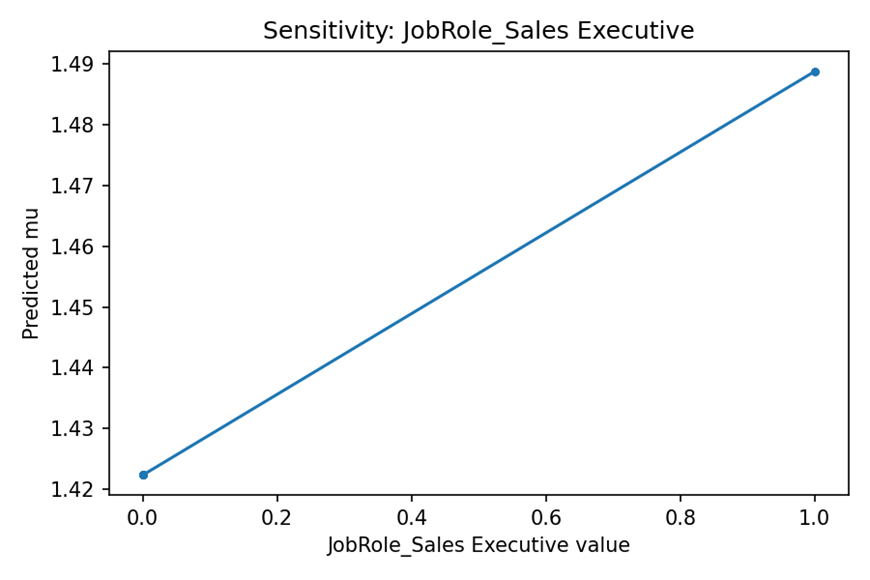 Sensitivity: JobRole_Sales Executive
1.49
1.48
1.47
1.46
1.45
1.44
1.43
1.42
Predicted mu
0.0 0.2 0.4 0.6 0.8 1.0
JobRole_Sales Executive value